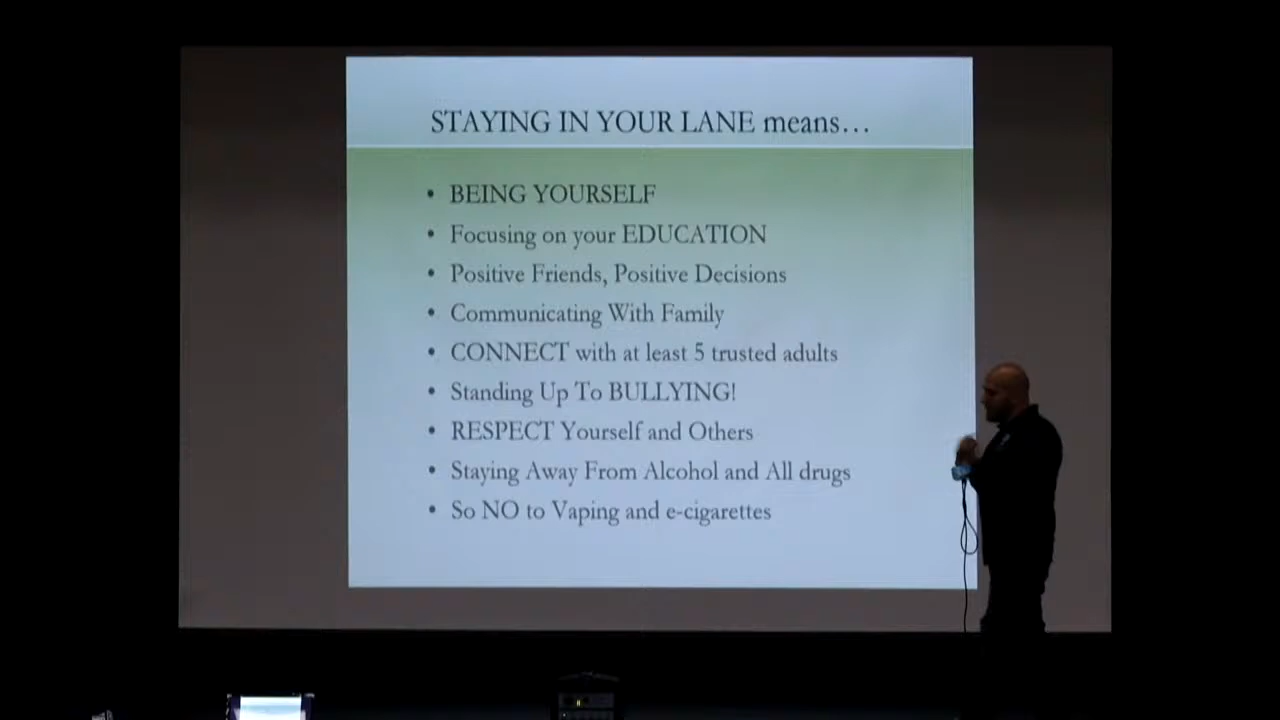 STAYING IN YOUR LANE means...
• BEING YOURSELF
• Focusing on your EDUCATION
• Positive Friends, Positive Decisions
• Communicating With Family
• CONNECT with at least 5 trusted adults
• Standing Up To BULLYING!
• RESPECT Yourself and Others
• Staying Away From Alcohol and All drugs
• So NO to Vaping and e-cigarettes